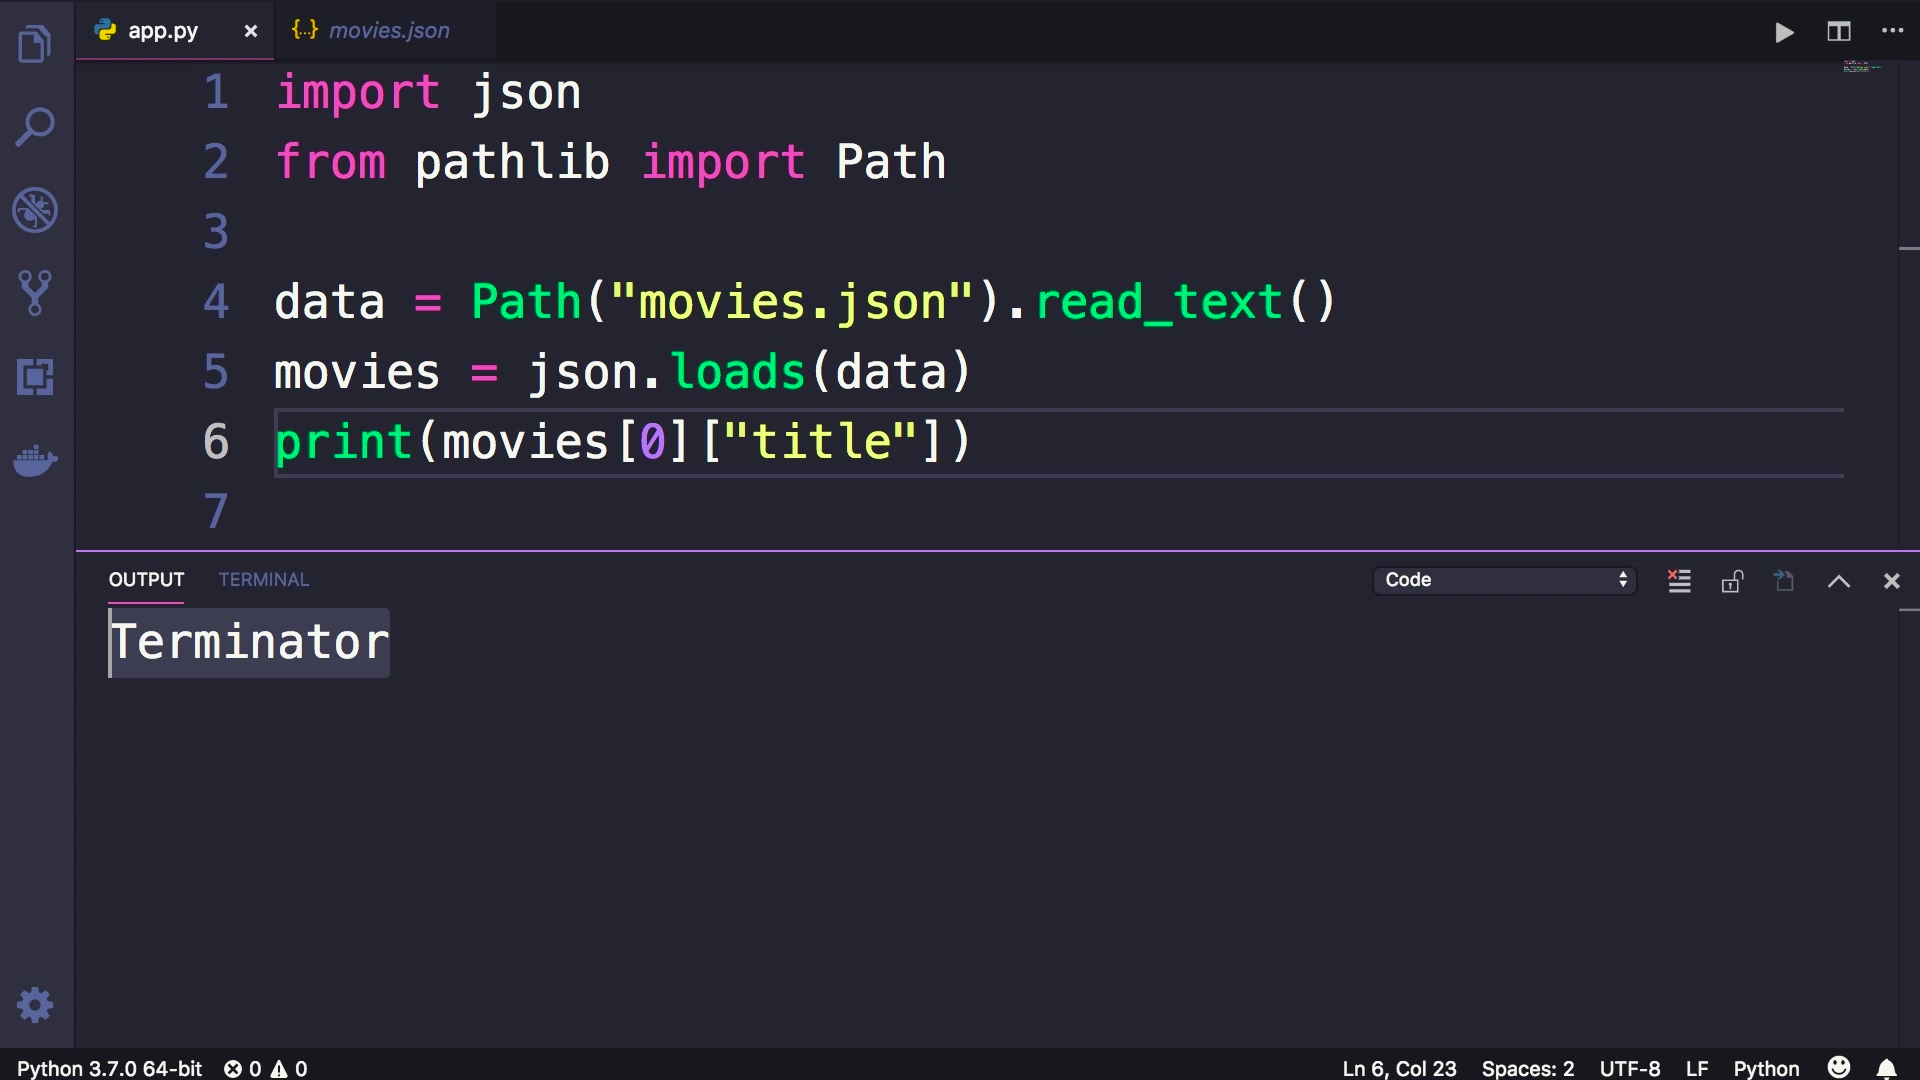 app.py × {..} movies.json
1 import json
2 from pathlib import Path
3
4 data = Path("movies.json").read_text()
5 movies = json.loads(data)
6 print(movies[0]["title"])
7
OUTPUT TERMINAL Code
Terminator
Python 3.7.0 64-bit 0 0 Ln 6, Col 23 Spaces: 2 UTF-8 LF Python